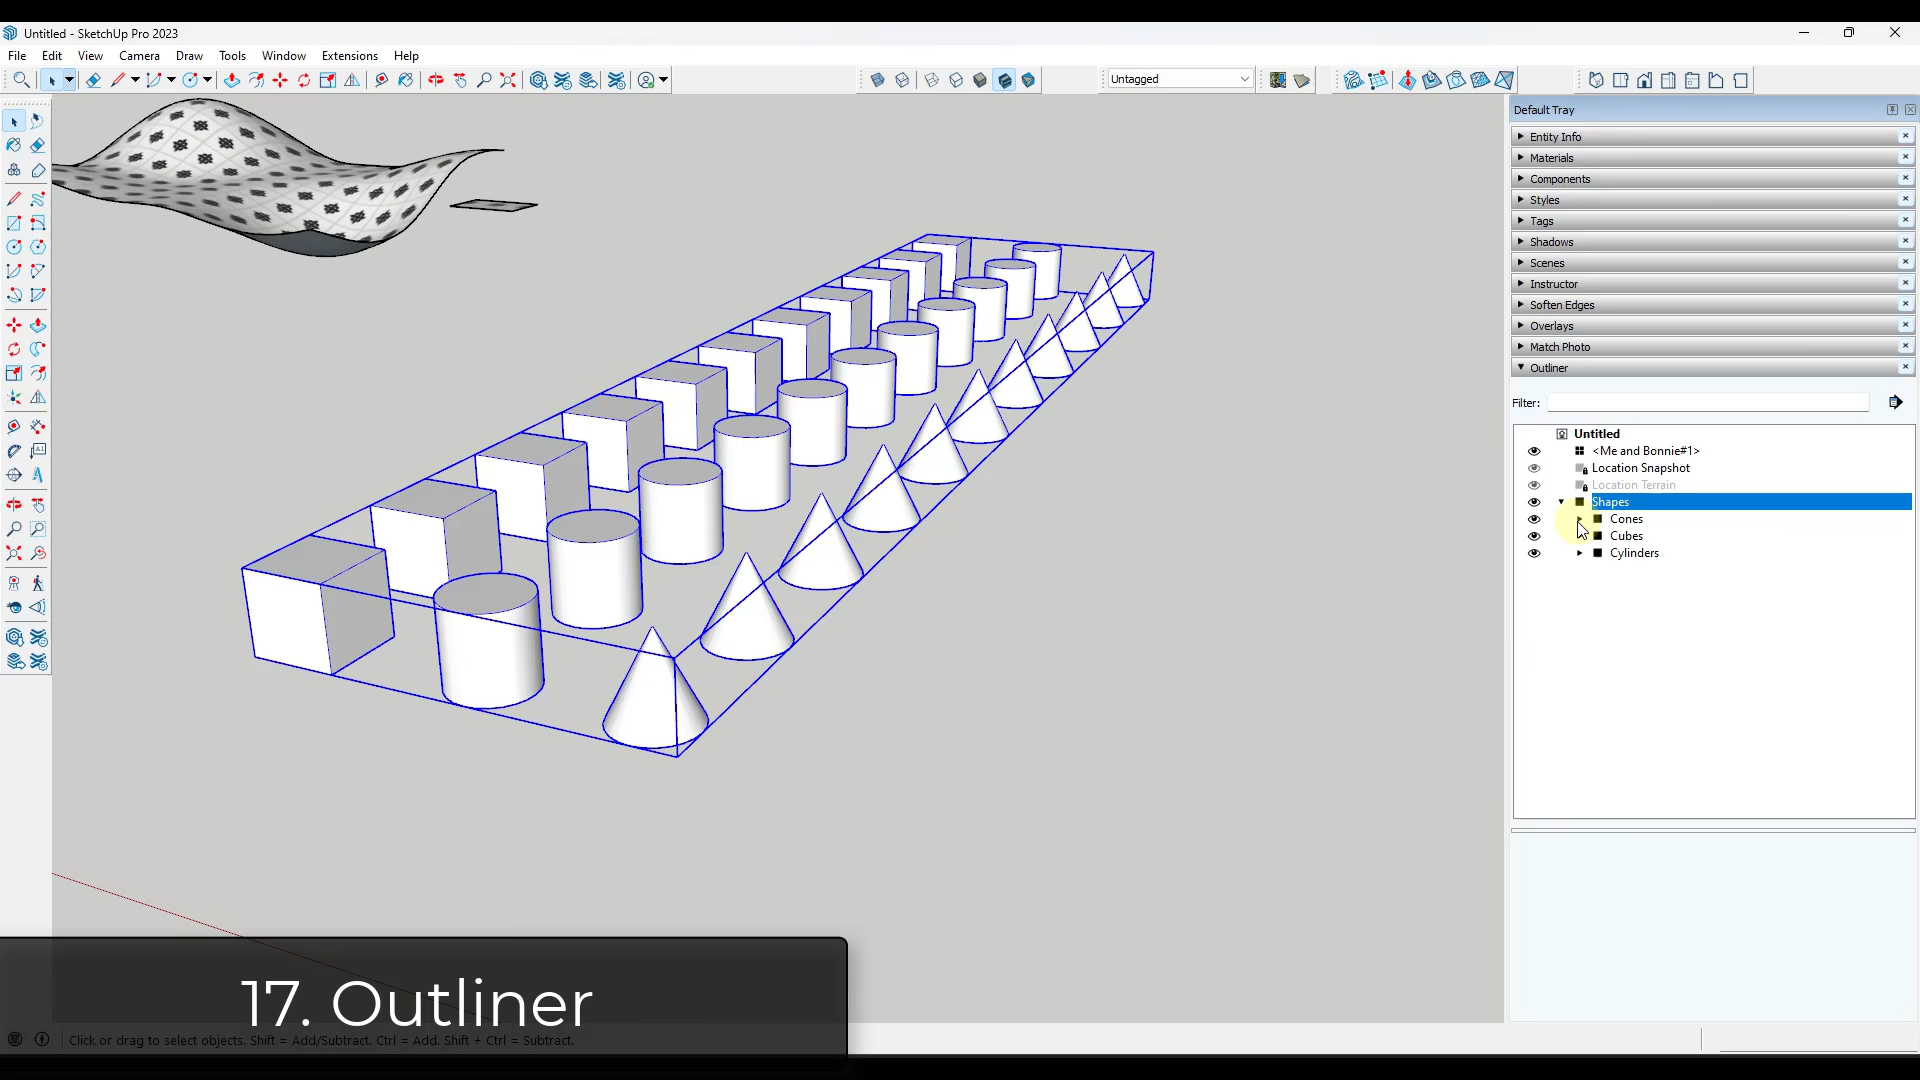 Untitled - SketchUp Pro 2023
File Edit View Camera Draw Tools Window Extensions Help
Untagged
Default Tray
Entity Info
Materials
Components
Styles
Tags
Shadows
Scenes
Instructor
Soften Edges
Overlays
Match Photo
Outliner
Filter:
Untitled
<Me and Bonnie#1>
Location Snapshot
Location Terrain
Shapes
Cones
Cubes
Cylinders
17. Outliner
Click or drag to select objects. Shift = Add/Subtract. Ctrl = Add. Shift + Ctrl = Subtract.